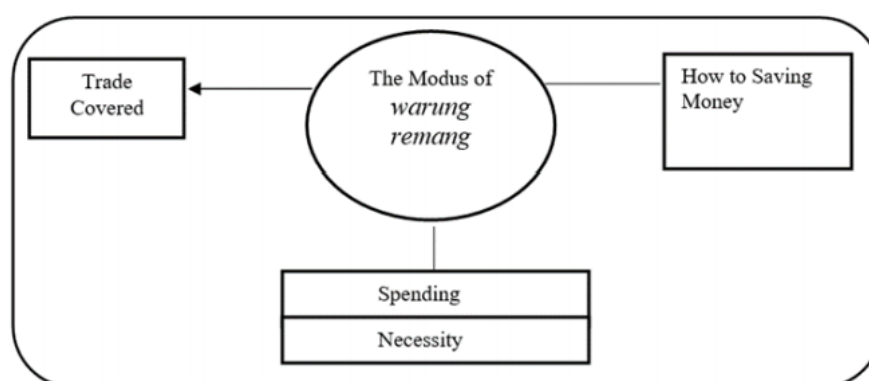 Trade
Covered
The Modus of
warung
remang
How to Saving
Money
Spending
Necessity